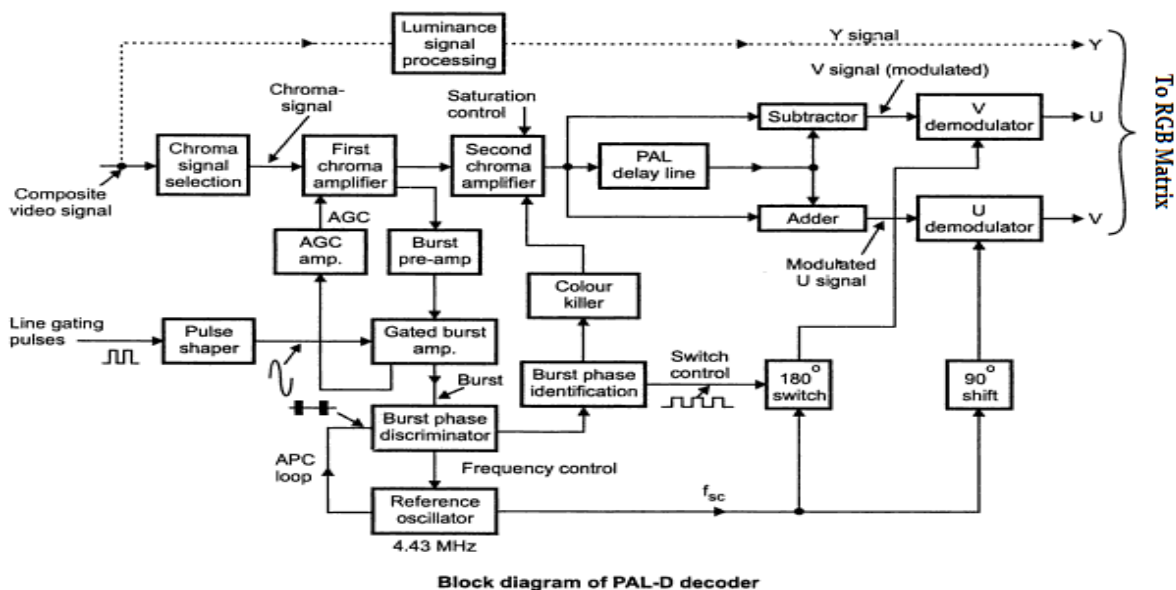 Luminance
signal
processing
Y signal
Y
V signal (modulated)
To RGB Matrix
Chroma-
signal
Saturation
control
Composite
video signal
Chroma
signal
selection
First
chroma
amplifier
Second
chroma
amplifier
PAL
delay line
Subtractor
V
demodulator
U
Adder
U
demodulator
V
Modulated
U signal
AGC
AGC
amp.
Burst
pre-amp
Colour
killer
Line gating
pulses
Pulse
shaper
Gated burst
amp.
Burst
Burst phase
identification
Switch
control
180°
switch
90°
shift
Burst phase
discriminator
APC
loop
Frequency control
Reference
oscillator
4.43 MHz
fsc
Block diagram of PAL-D decoder